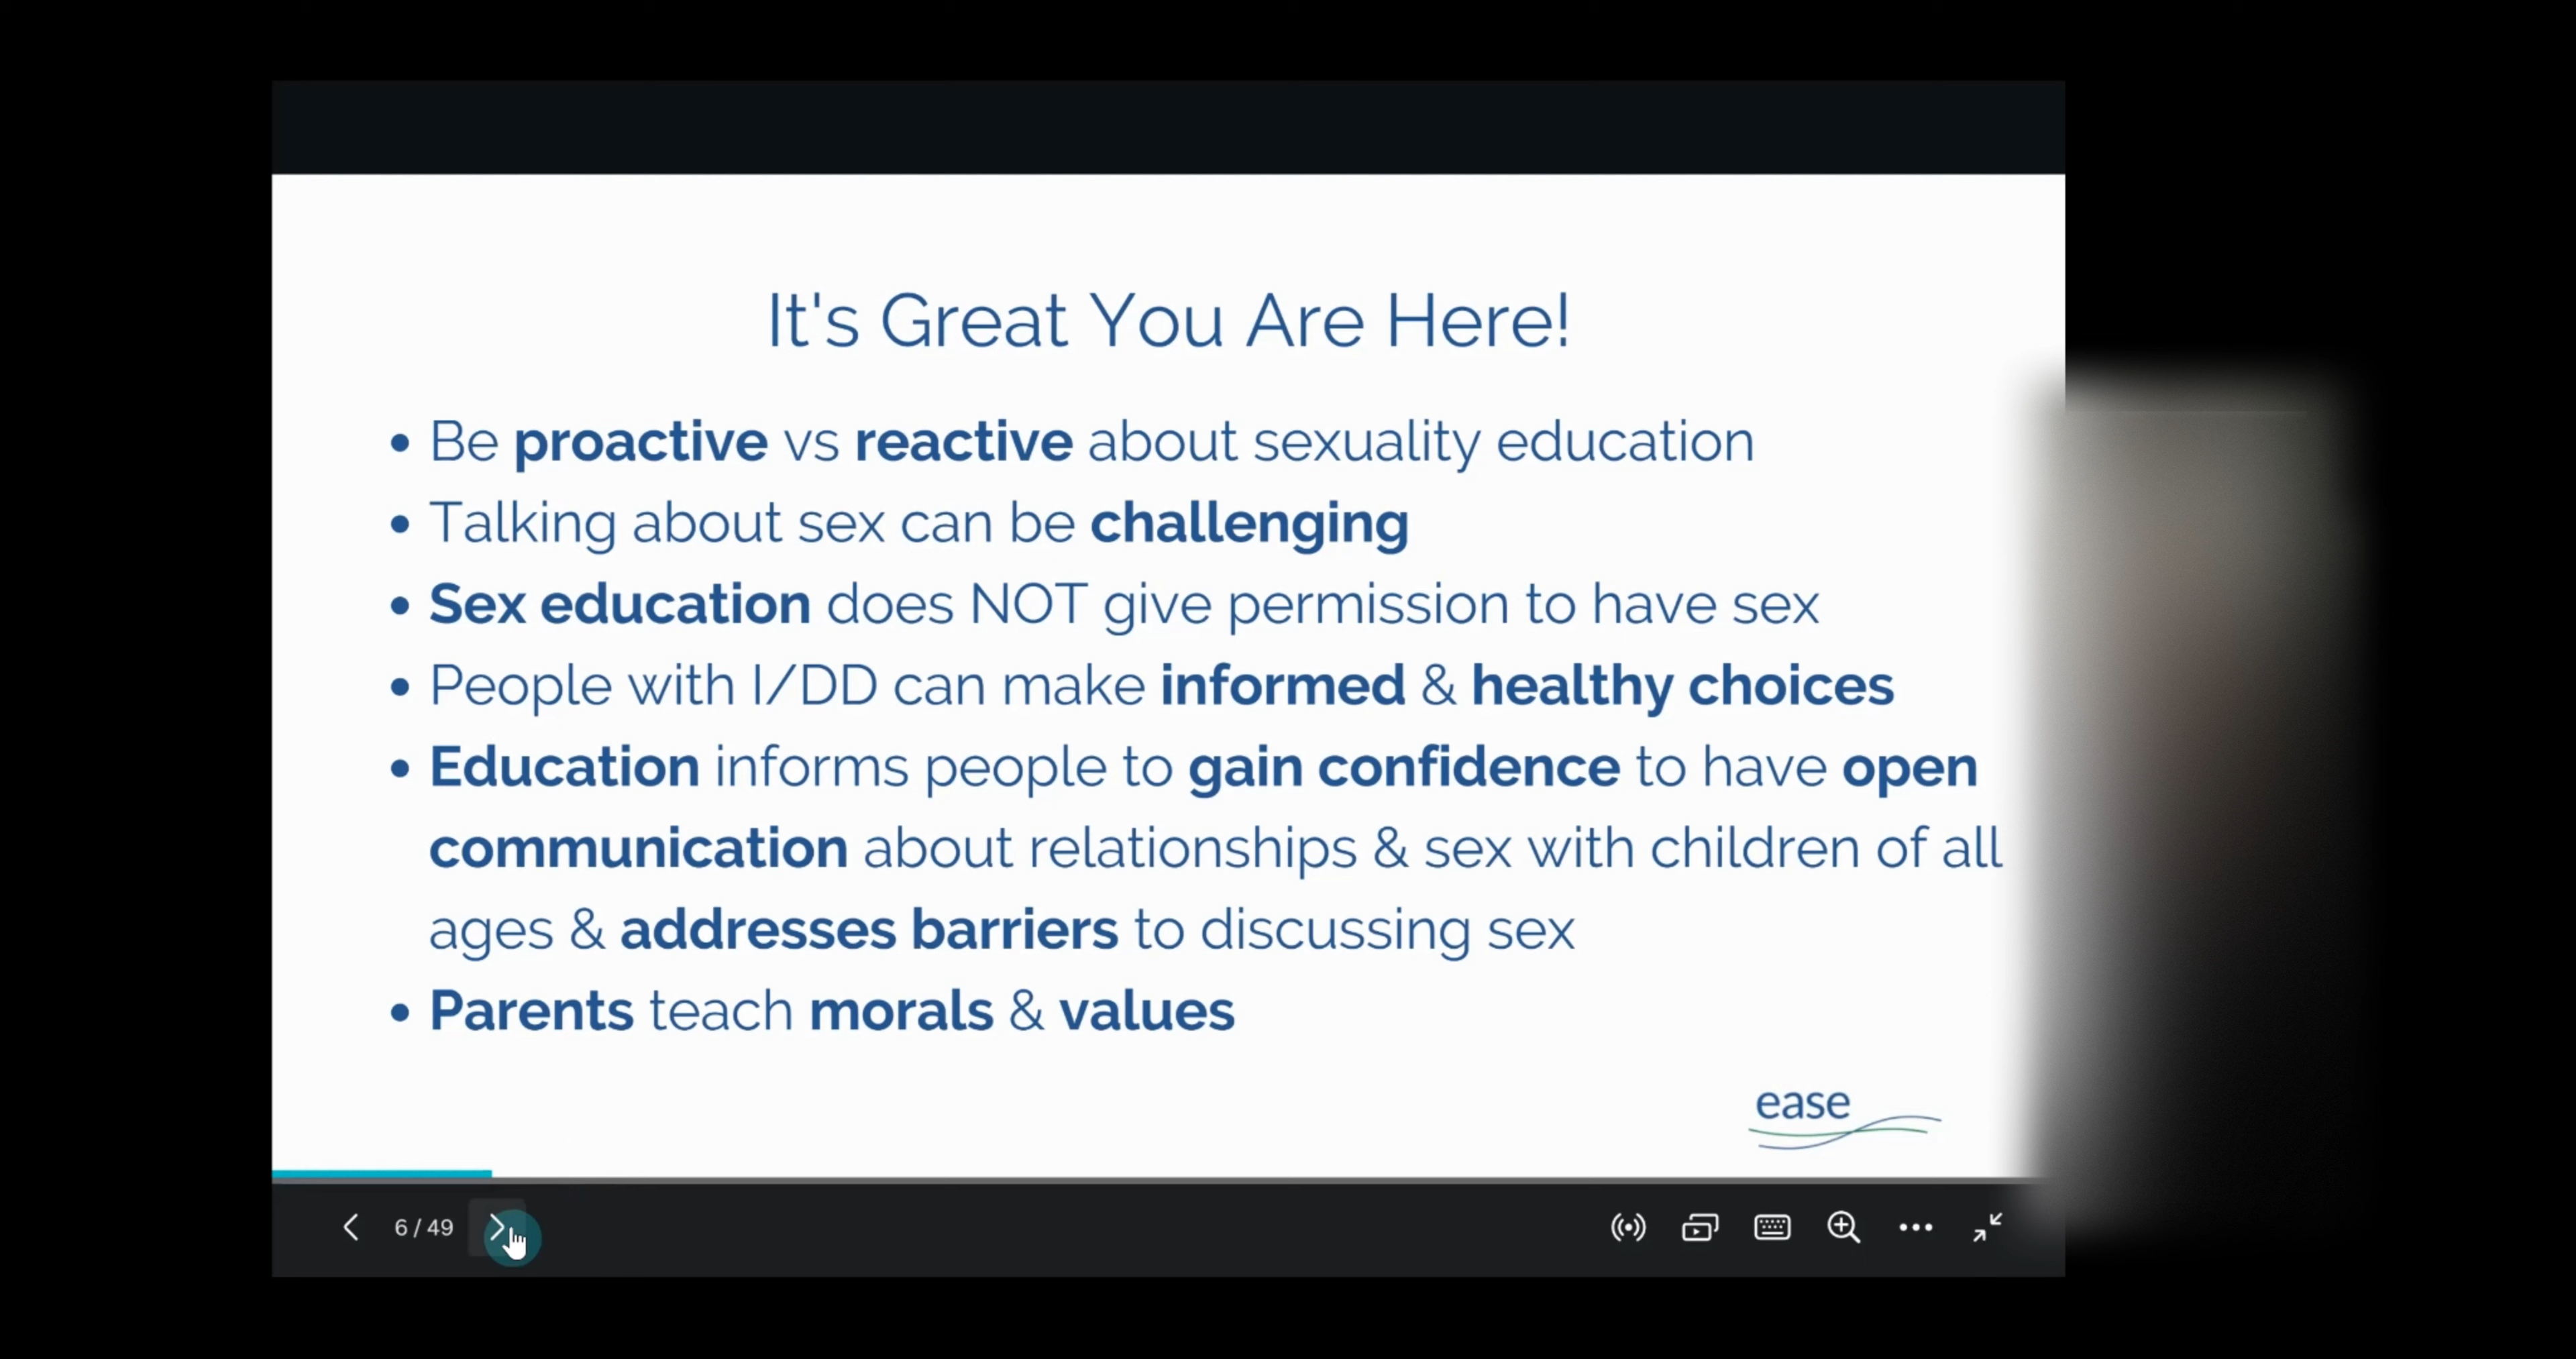 It's Great You Are Here!
• Be proactive vs reactive about sexuality education
• Talking about sex can be challenging
• Sex education does NOT give permission to have sex
• People with I/DD can make informed & healthy choices
• Education informs people to gain confidence to have open
communication about relationships & sex with children of all
ages & addresses barriers to discussing sex
• Parents teach morals & values
ease
6 / 49